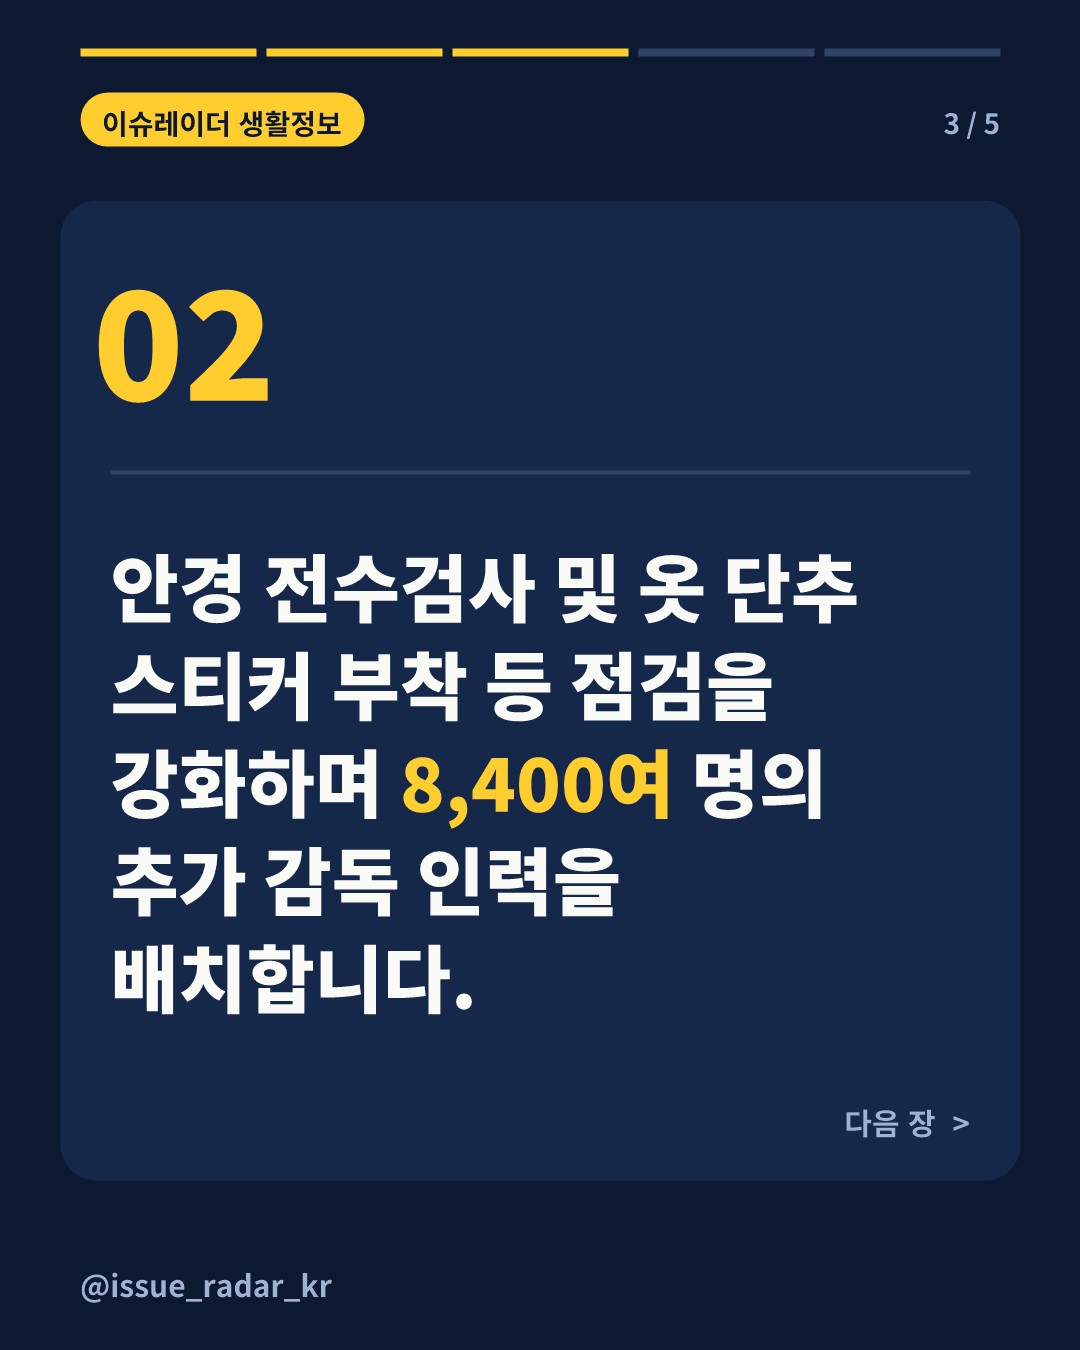 이슈레이더 생활정보
3 / 5
02
안경 전수검사 및 옷 단추
스티커 부착 등 점검을
강화하며 8,400여 명의
추가 감독 인력을
배치합니다.
다음 장 >
@issue_radar_kr